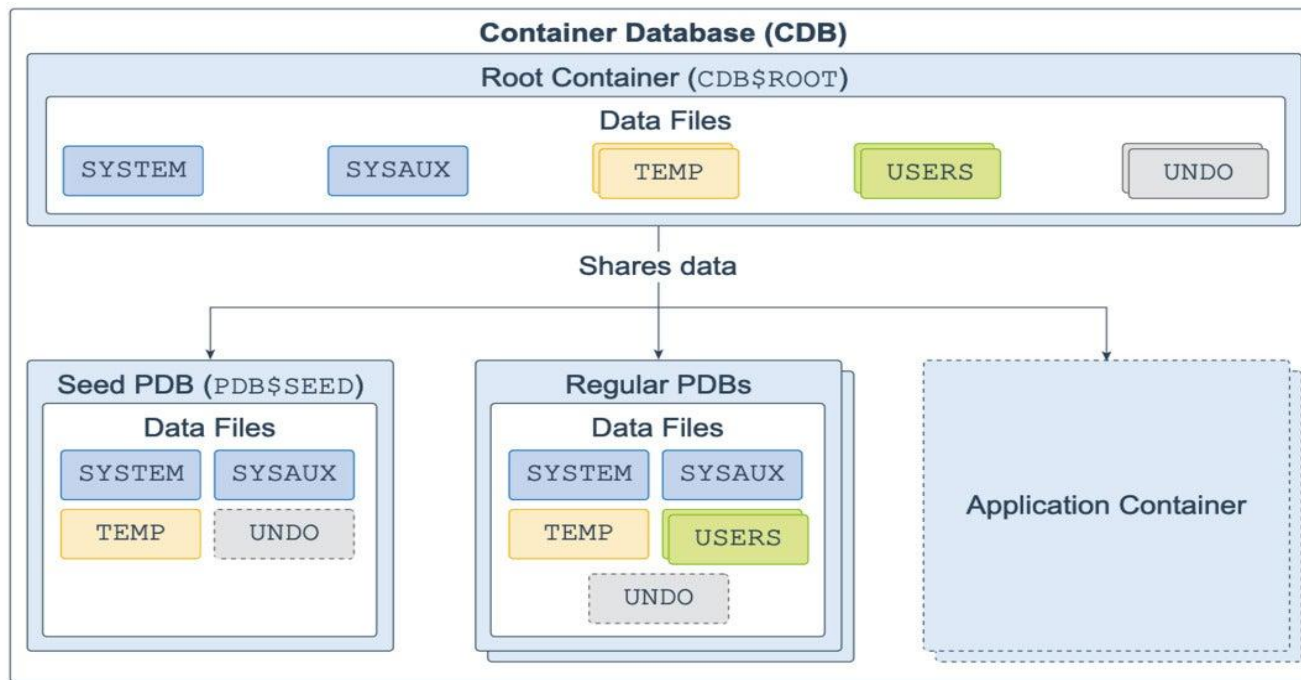 Container Database (CDB)
Root Container (CDB$ROOT)
Data Files
SYSTEM
SYSAUX
TEMP
USERS
UNDO
Shares data
Seed PDB (PDB$SEED)
Data Files
SYSTEM
SYSAUX
TEMP
UNDO
Regular PDBs
Data Files
SYSTEM
SYSAUX
TEMP
USERS
UNDO
Application Container